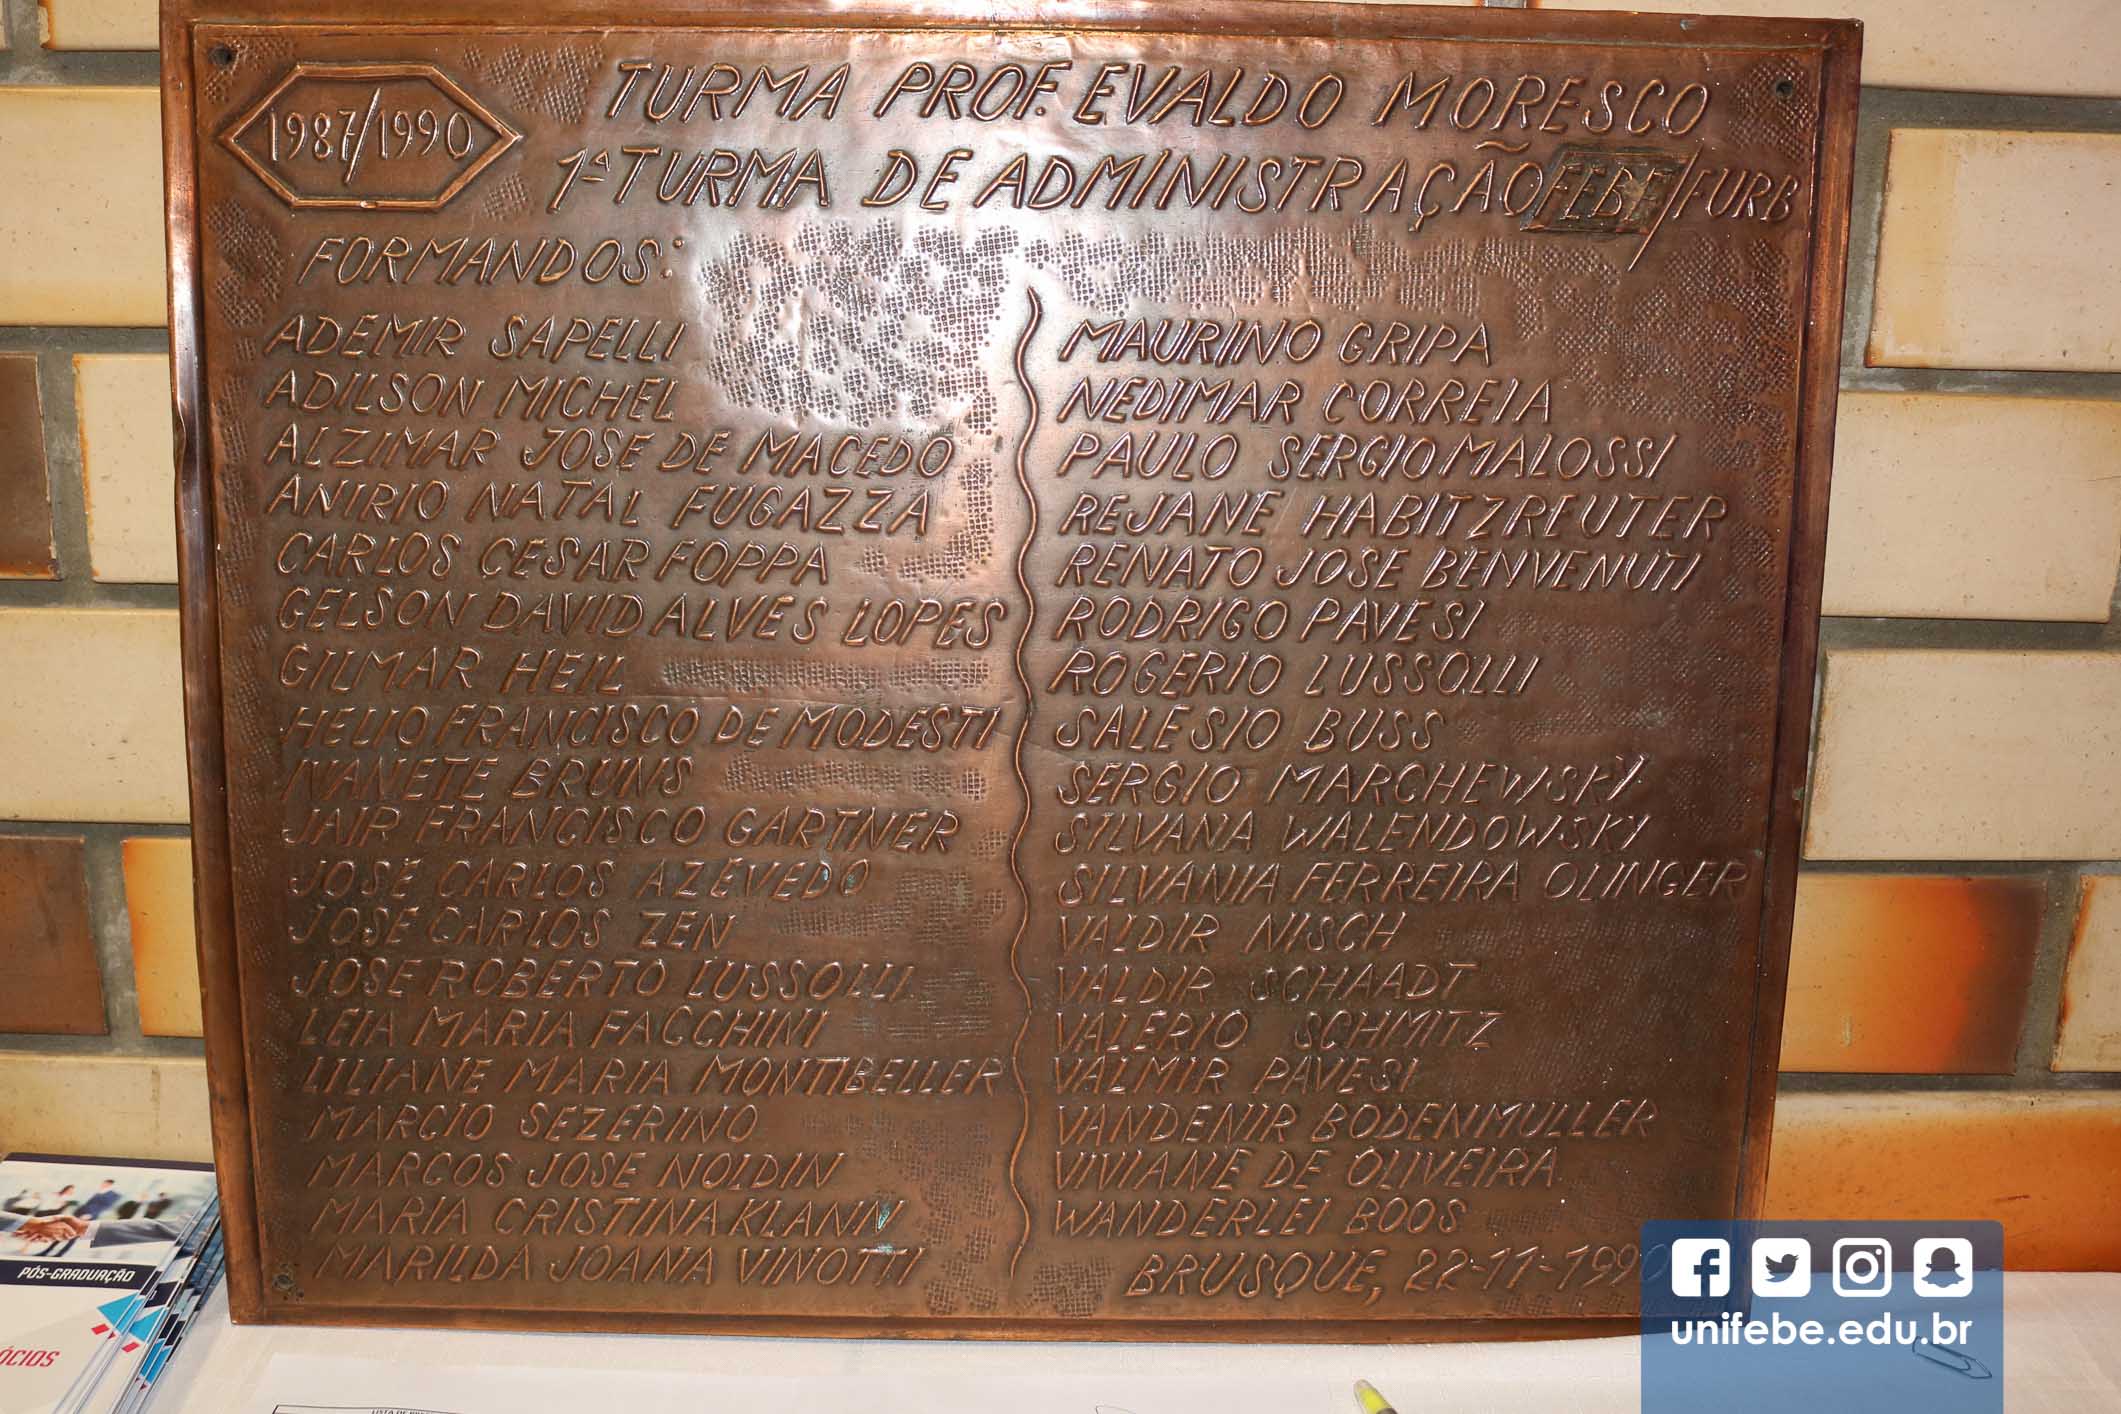 1987/1990
TURMA PROF. EVALDO MORESCO
1ª TURMA DE ADMINISTRAÇÃO FEBE/FURB
FORMANDOS:
ADEMIR SAPELLI
ADILSON MICHEL
ALZIMAR JOSE DE MACEDO
ANIRIO NATAL FUGAZZA
CARLOS CESAR FOPPA
GELSON DAVID ALVES LOPES
GILMAR HEIL
HELIO FRANCISCO DE MODESTI
IVANETE BRUNS
JAIR FRANCISCO GARTNER
JOSÉ CARLOS AZEVEDO
JOSE CARLOS ZEN
JOSE ROBERTO LUSSOLLI
LEIA MARIA FACCHINI
LILIANE MARIA MONTIBELLER
MARCIO SEZERINO
MARCOS JOSE NOLDIN
MARIA CRISTINA KLANN
MARILDA JOANA VINOTTI
MAURINO GRIPA
NEDIMAR CORREIA
PAULO SERGIO MALOSSI
REJANE HABITZREUTER
RENATO JOSE BENVENUTI
RODRIGO PAVESI
ROGERIO LUSSOLLI
SALESIO BUSS
SERGIO MARCHEWSKY
SILVANA WALENDOWSKY
SILVANIA FERREIRA OLINGER
VALDIR NISCH
VALDIR SCHAADT
VALERIO SCHMITZ
VALMIR PAVESI
VANDENIR BODENMULLER
VIVIANE DE OLIVEIRA
WANDERLEI BOOS
BRUSQUE, 22-11-1990
PÓS-GRADUAÇÃO
ÓCIOS
unifebe.edu.br